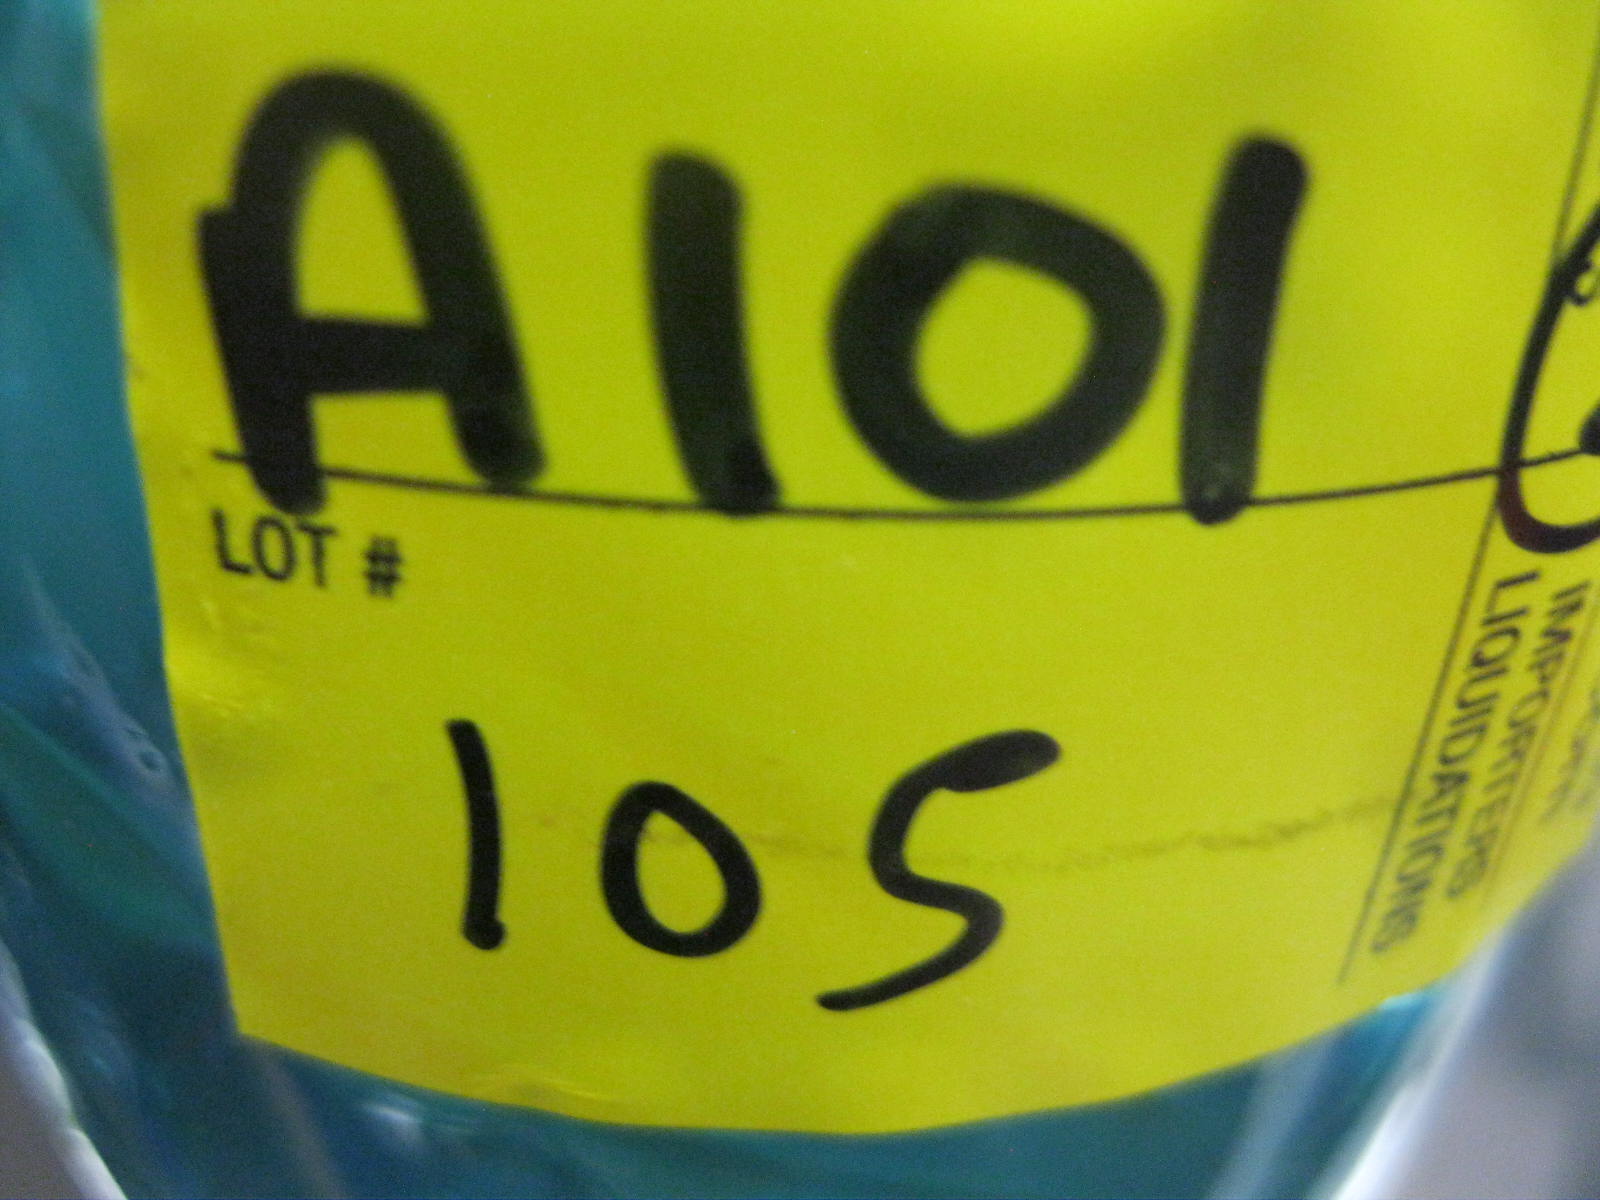 A101
LOT #
105
IMPORTERS
LIQUIDATIONS